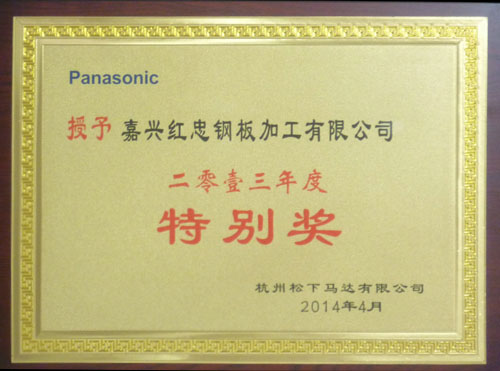 Panasonic
授予 嘉兴红忠钢板加工有限公司
二零壹三年度
特别奖
杭州松下马达有限公司
2014年4月